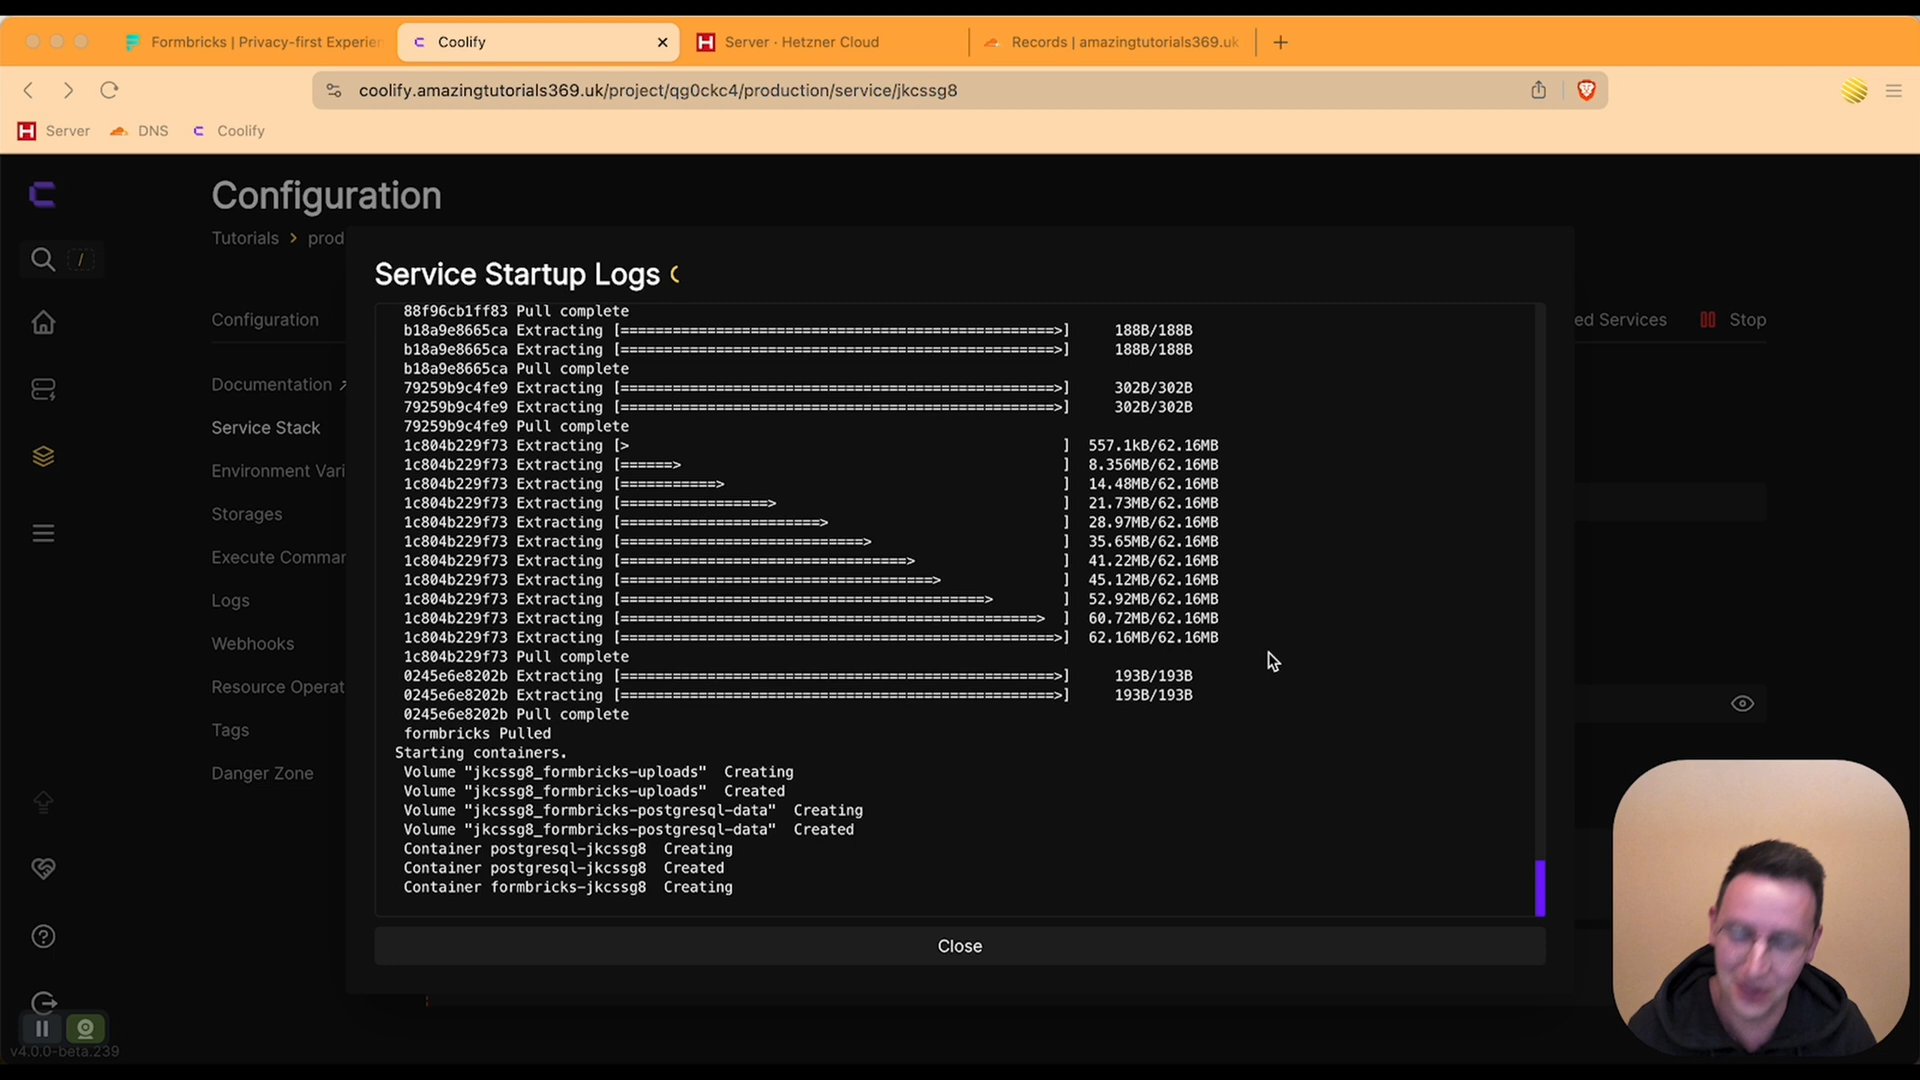 Formbricks | Privacy-first Experier
Coolify
Server · Hetzner Cloud
Records | amazingtutorials369.uk
coolify.amazingtutorials369.uk/project/qg0ckc4/production/service/jkcssg8
Server
DNS
Coolify
Configuration
Tutorials
prod
/
Configuration
Documentation
Service Stack
Environment Vari
Storages
Execute Comman
Logs
Webhooks
Resource Operat
Tags
Danger Zone
ed Services
Stop
Service Startup Logs
88f96cb1ff83 Pull complete
b18a9e8665ca Extracting [==================================================>] 188B/188B
b18a9e8665ca Extracting [==================================================>] 188B/188B
b18a9e8665ca Pull complete
79259b9c4fe9 Extracting [==================================================>] 302B/302B
79259b9c4fe9 Extracting [==================================================>] 302B/302B
79259b9c4fe9 Pull complete
1c804b229f73 Extracting [> ] 557.1kB/62.16MB
1c804b229f73 Extracting [======> ] 8.356MB/62.16MB
1c804b229f73 Extracting [===========> ] 14.48MB/62.16MB
1c804b229f73 Extracting [=================> ] 21.73MB/62.16MB
1c804b229f73 Extracting [=======================> ] 28.97MB/62.16MB
1c804b229f73 Extracting [============================> ] 35.65MB/62.16MB
1c804b229f73 Extracting [=================================> ] 41.22MB/62.16MB
1c804b229f73 Extracting [====================================> ] 45.12MB/62.16MB
1c804b229f73 Extracting [==========================================> ] 52.92MB/62.16MB
1c804b229f73 Extracting [================================================> ] 60.72MB/62.16MB
1c804b229f73 Extracting [==================================================>] 62.16MB/62.16MB
1c804b229f73 Pull complete
0245e6e8202b Extracting [==================================================>] 193B/193B
0245e6e8202b Extracting [==================================================>] 193B/193B
0245e6e8202b Pull complete
formbricks Pulled
Starting containers.
Volume "jkcssg8_formbricks-uploads" Creating
Volume "jkcssg8_formbricks-uploads" Created
Volume "jkcssg8_formbricks-postgresql-data" Creating
Volume "jkcssg8_formbricks-postgresql-data" Created
Container postgresql-jkcssg8 Creating
Container postgresql-jkcssg8 Created
Container formbricks-jkcssg8 Creating
Close
v4.0.0-beta.239